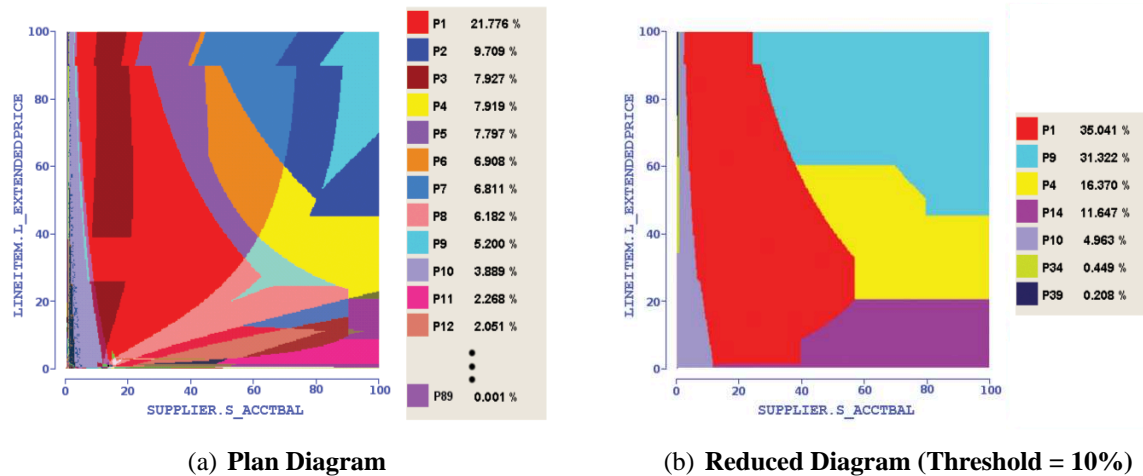 100
80
60
40
20
0
LINEITEM.L_EXTENDEDPRICE
0 20 40 60 80 100
SUPPLIER.S_ACCTBAL
P1 21.776 %
P2 9.709 %
P3 7.927 %
P4 7.919 %
P5 7.797 %
P6 6.908 %
P7 6.811 %
P8 6.182 %
P9 5.200 %
P10 3.889 %
P11 2.268 %
P12 2.051 %
P89 0.001 %
(a) Plan Diagram
100
80
60
40
20
0
LINEITEM.L_EXTENDEDPRICE
0 20 40 60 80 100
SUPPLIER.S_ACCTBAL
P1 35.041 %
P9 31.322 %
P4 16.370 %
P14 11.647 %
P10 4.963 %
P34 0.449 %
P39 0.208 %
(b) Reduced Diagram (Threshold = 10%)